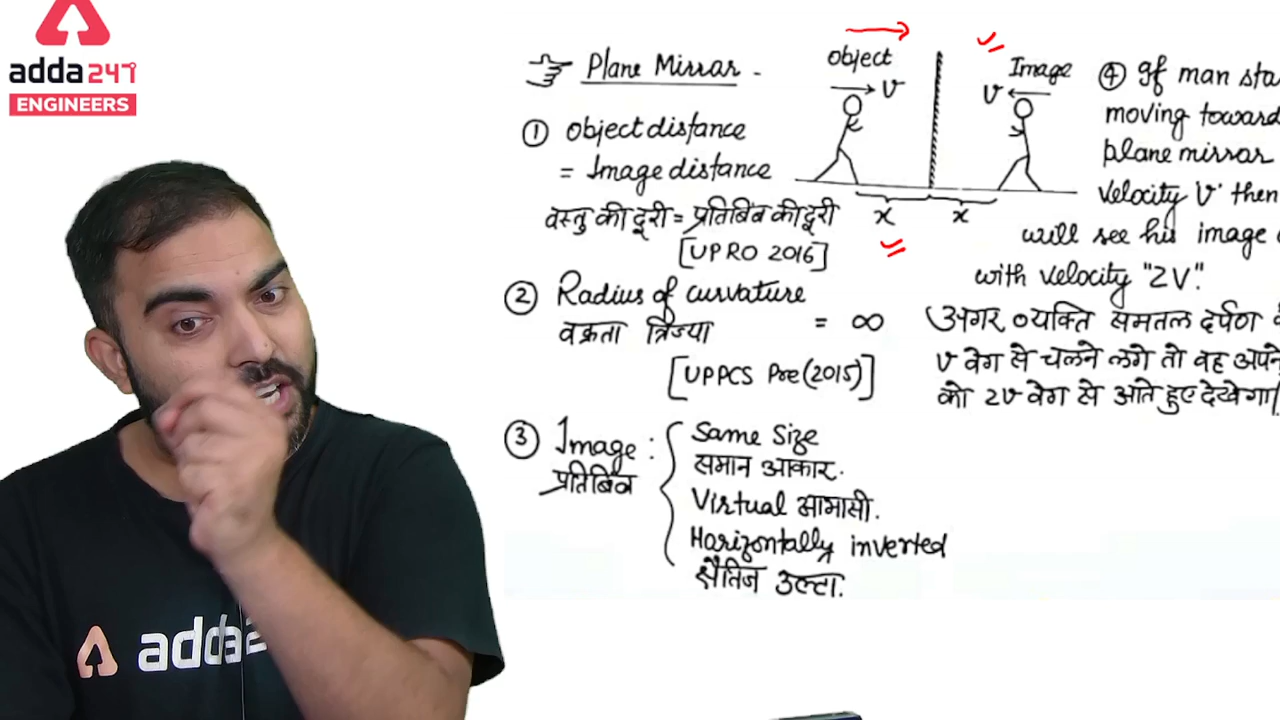 adda247
ENGINEERS
Plane Mirrar -
① object distance
= Image distance
वस्तु की दूरी = प्रतिबिंब की दूरी
[UPRO 2016]
② Radius of curvature = ∞
वक्रता त्रिज्या
[UPPCS Pre (2015)]
③ Image :
प्रतिबिंब
Same Size
समान आकार.
Virtual आभासी.
Horizontally inverted
क्षैतिज उल्टा.
object
v
Image
v
x x
④ If man sta
moving toward
plane mirrar
velocity 'v' then
will see his image
with velocity "2V".
अगर व्यक्ति समतल दर्पण
v वेग से चलने लगे तो वह अपने
को 2v वेग से आते हुए देखेगा।
adda2